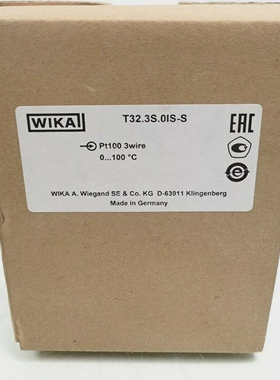 WIKA
T32.3S.0IS-S
EAC
Pt100 3wire
0...100 °C
WIKA A. Wiegand SE & Co. KG D-63911 Klingenberg
Made in Germany